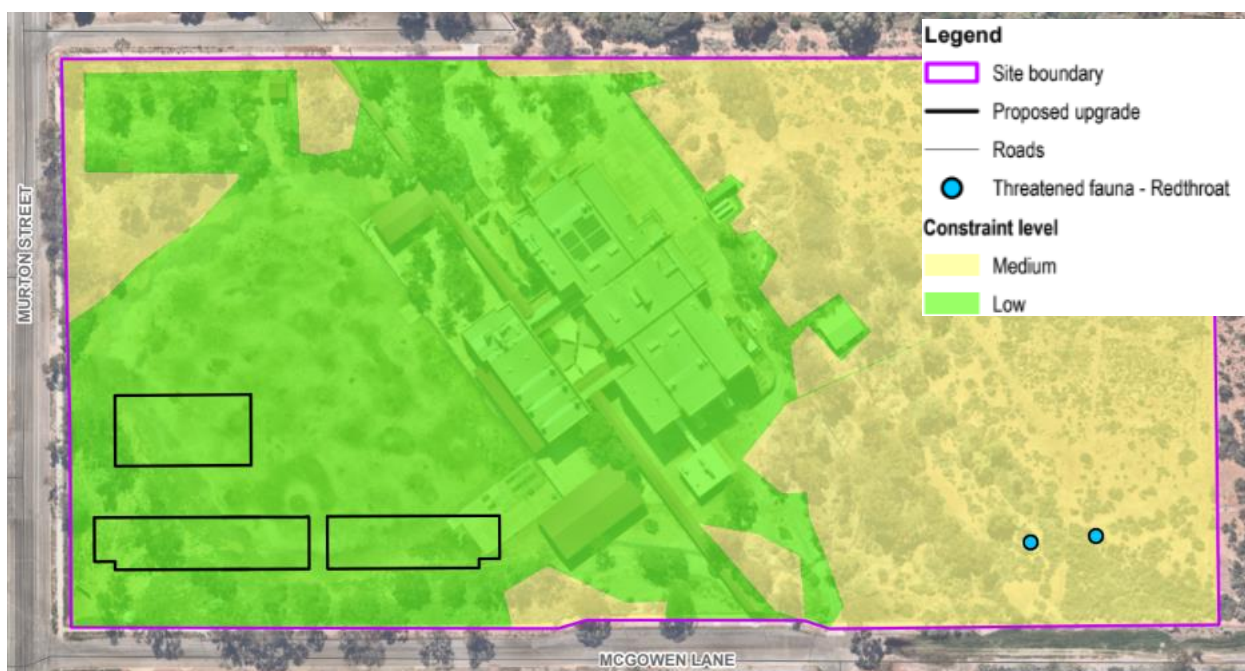 Legend
Site boundary
Proposed upgrade
Roads
Threatened fauna - Redthroat
Constraint level
Medium
Low
MURTON STREET
MCGOWEN LANE